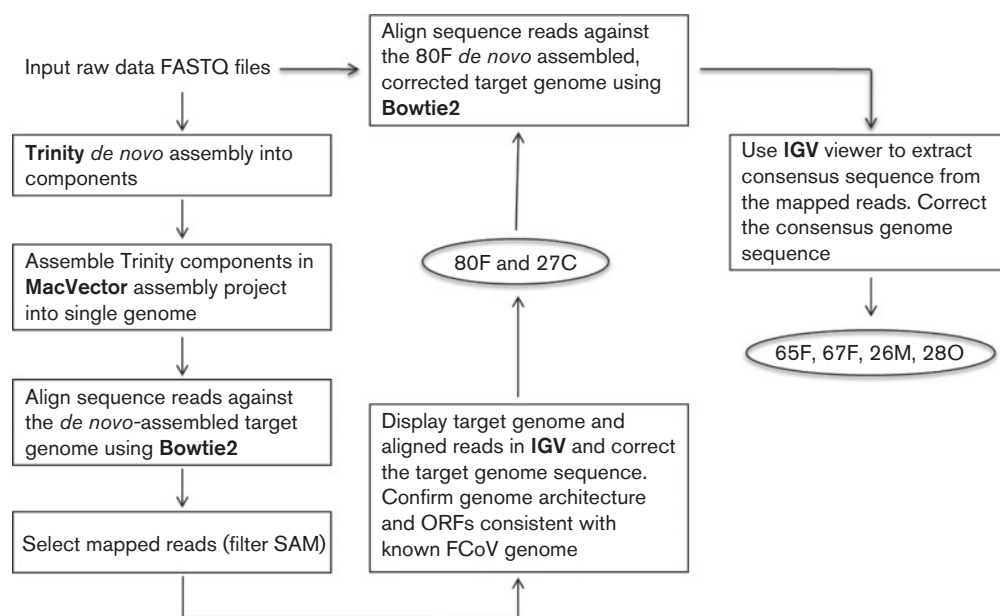 Input raw data FASTQ files
Trinity de novo assembly into
components
Assemble Trinity components in
MacVector assembly project
into single genome
Align sequence reads against
the de novo-assembled target
genome using Bowtie2
Select mapped reads (filter SAM)
Display target genome and
aligned reads in IGV and correct
the target genome sequence.
Confirm genome architecture
and ORFs consistent with
known FCoV genome
80F and 27C
Align sequence reads against
the 80F de novo assembled,
corrected target genome using
Bowtie2
Use IGV viewer to extract
consensus sequence from
the mapped reads. Correct
the consensus genome
sequence
65F, 67F, 26M, 28O